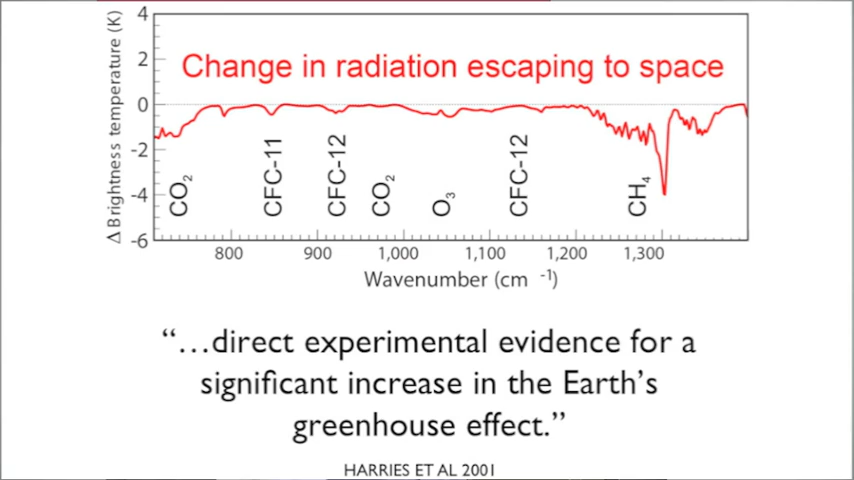 Change in radiation escaping to space
Δ Brightness temperature (K)
4
2
0
-2
-4
-6
CO₂
CFC-11
CFC-12
CO₂
O₃
CFC-12
CH₄
800 900 1,000 1,100 1,200 1,300
Wavenumber (cm ⁻¹)
“…direct experimental evidence for a
significant increase in the Earth’s
greenhouse effect.”
HARRIES ET AL 2001